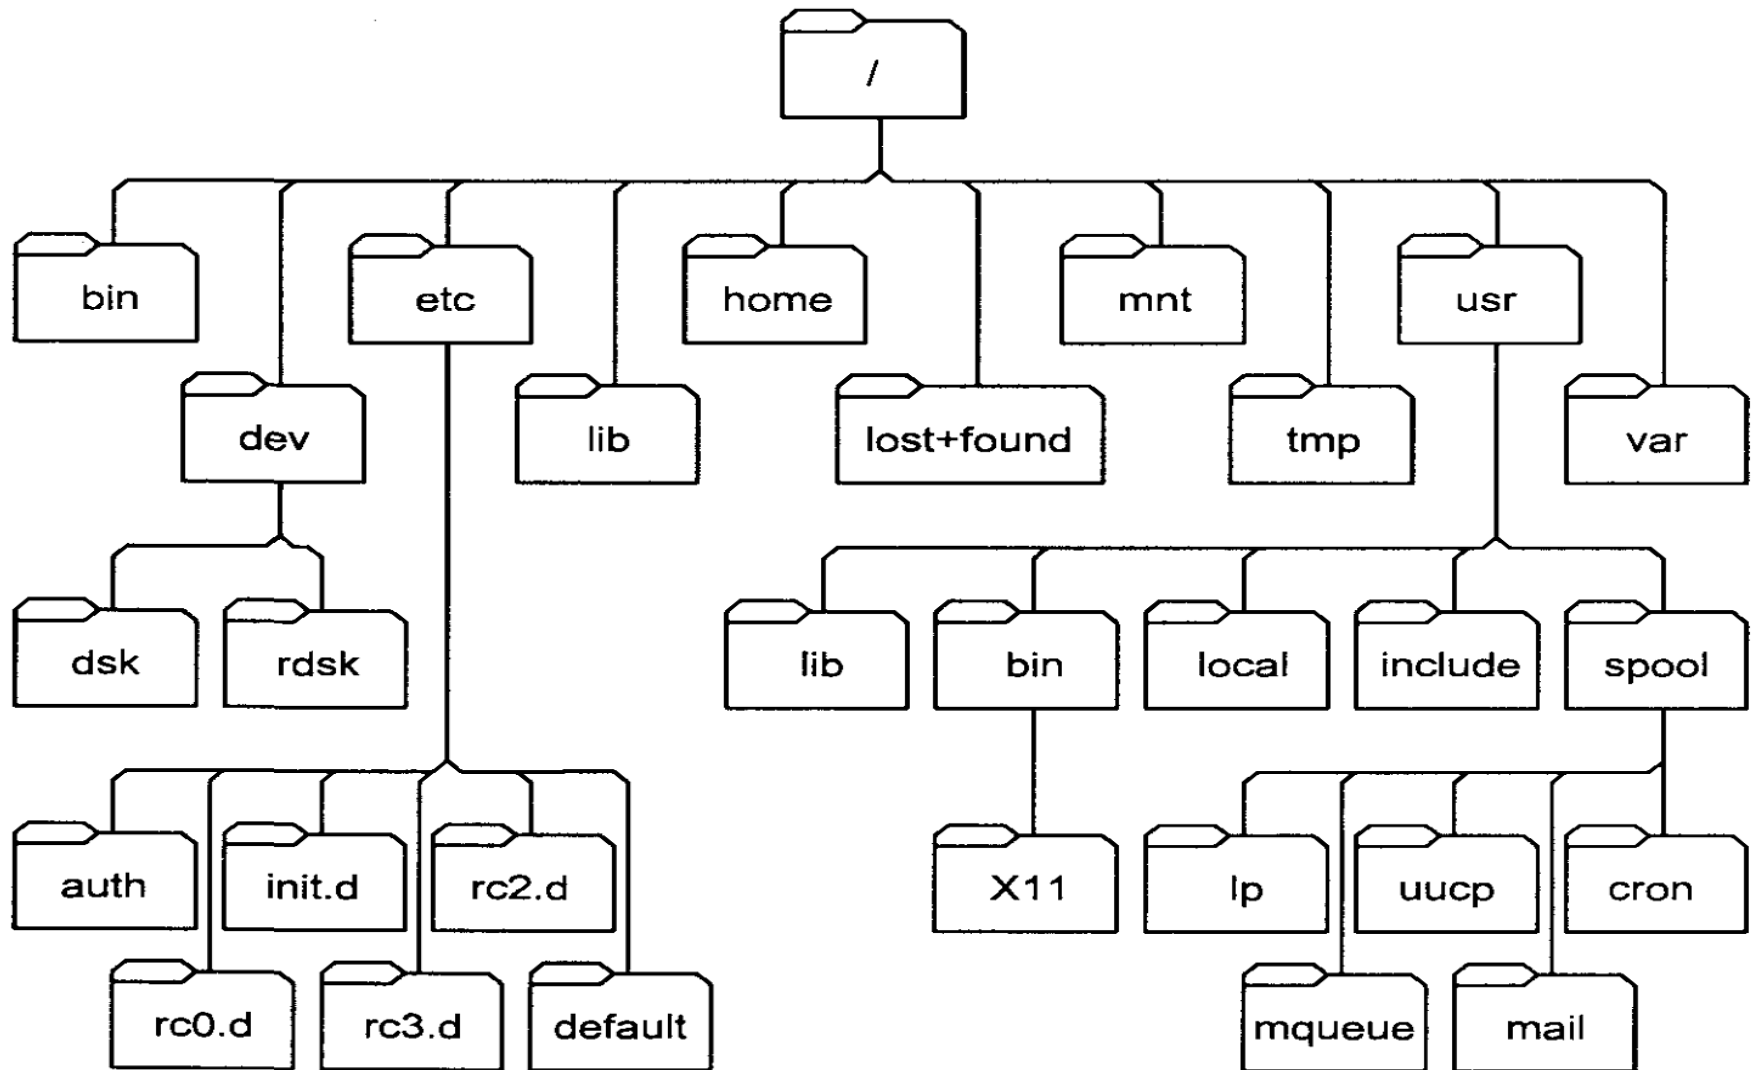 /
bin
etc
home
mnt
usr
dev
lib
lost+found
tmp
var
dsk
rdsk
lib
bin
local
include
spool
auth
init.d
rc2.d
X11
lp
uucp
cron
rc0.d
rc3.d
default
mqueue
mail